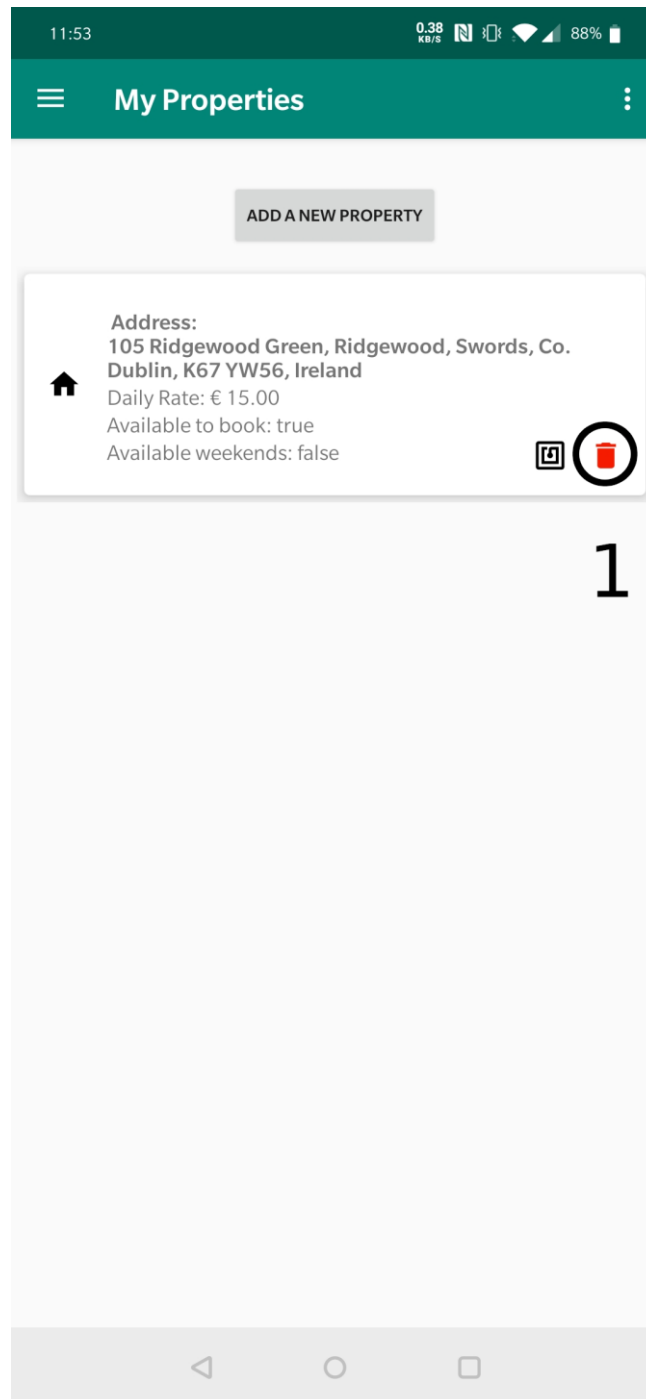 11:53
0.38
KB/S
88%
My Properties
ADD A NEW PROPERTY
Address:
105 Ridgewood Green, Ridgewood, Swords, Co.
Dublin, K67 YW56, Ireland
Daily Rate: € 15.00
Available to book: true
Available weekends: false
1